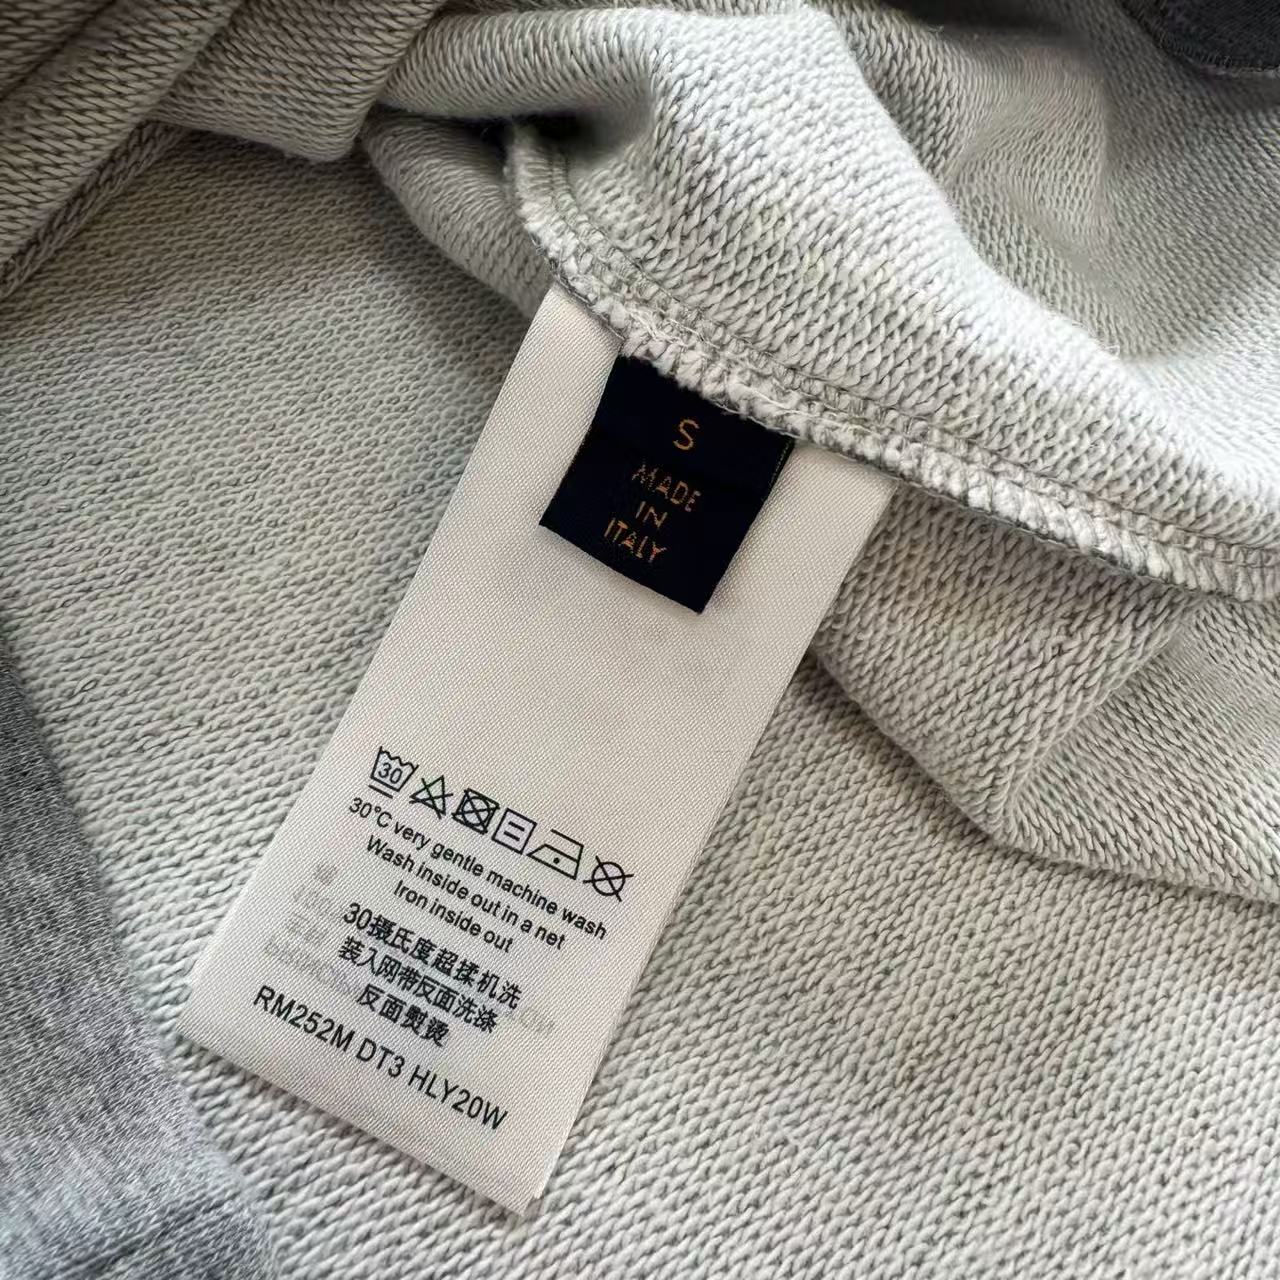 S
MADE
IN
ITALY
30
30°C very gentle machine wash
Wash inside out in a net
Iron inside out
30摄氏度超揉机洗
装入网带反面洗涤
反面熨烫
RM252M DT3 HLY20W